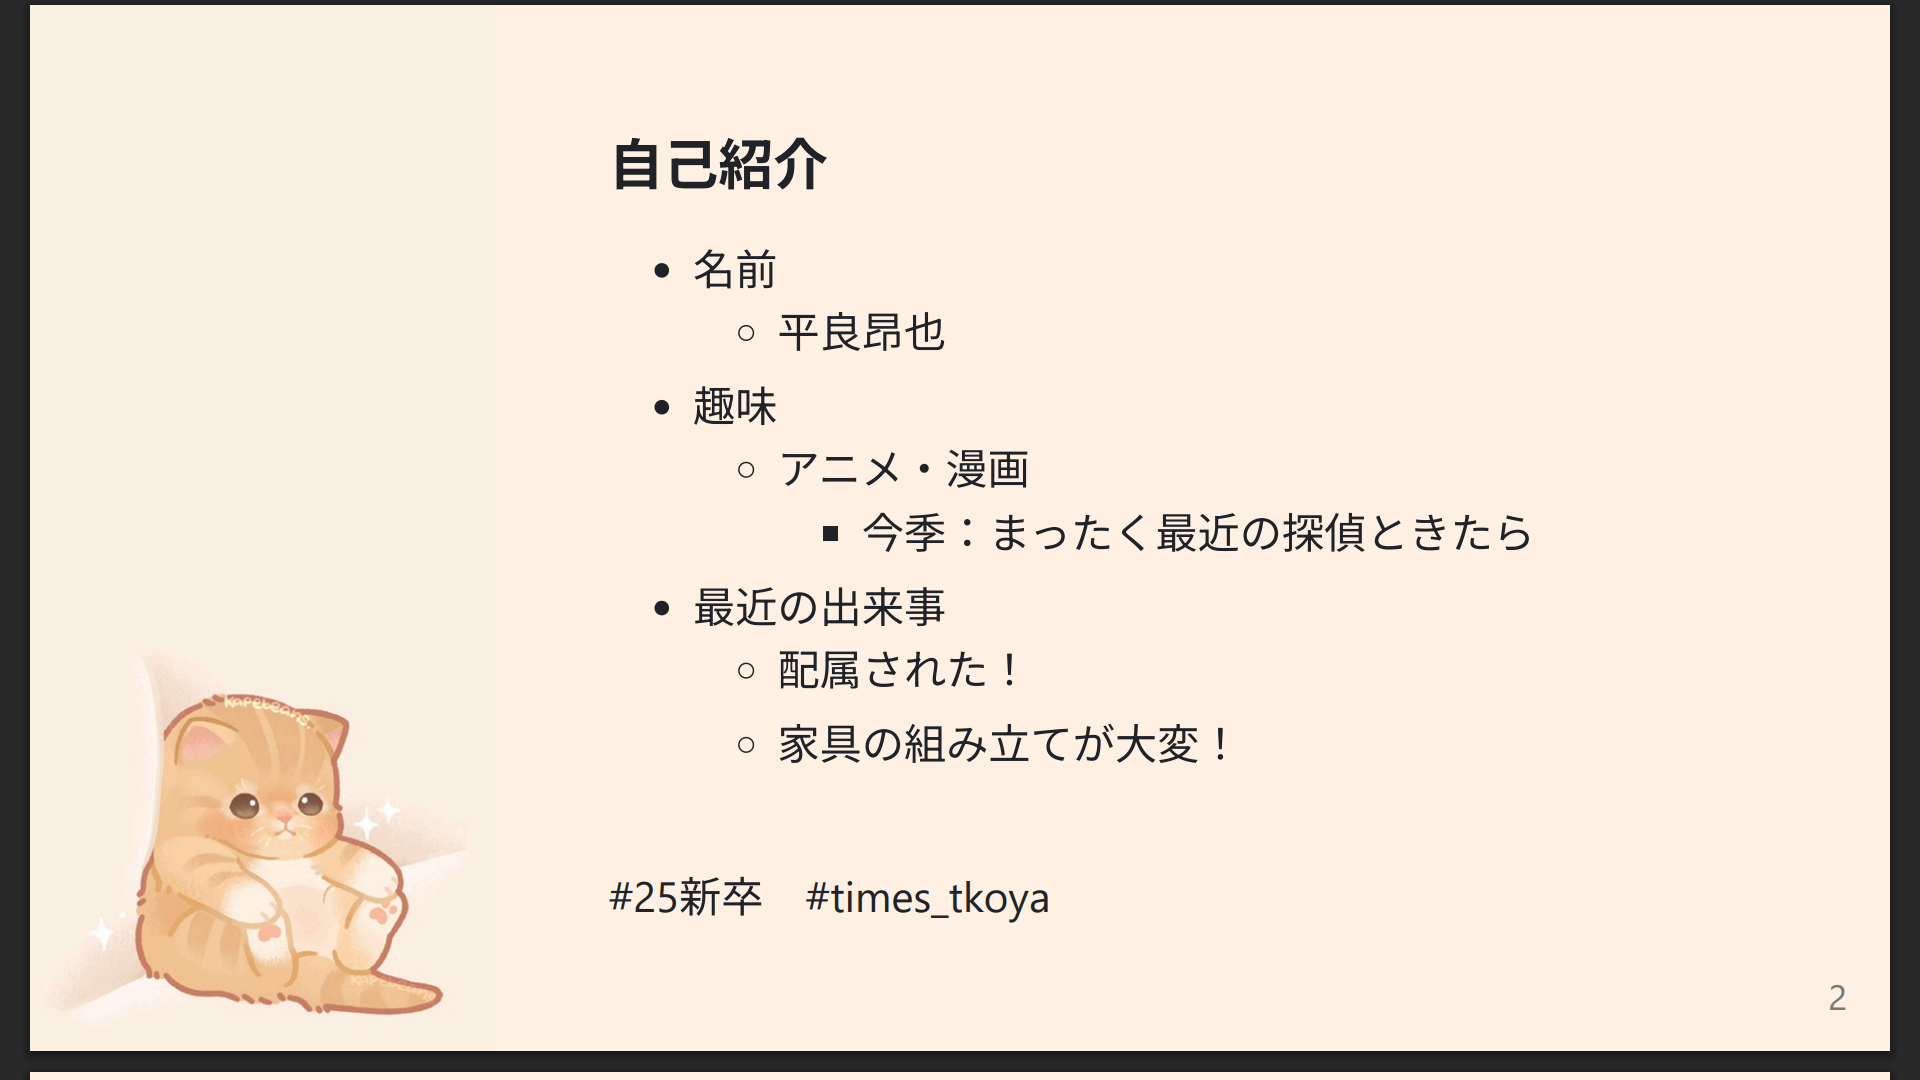 自己紹介
名前
平良昂也
趣味
アニメ・漫画
今季：まったく最近の探偵ときたら
最近の出来事
配属された！
家具の組み立てが大変！
#25新卒　#times_tkoya
kapebeans.
kapebeans
2